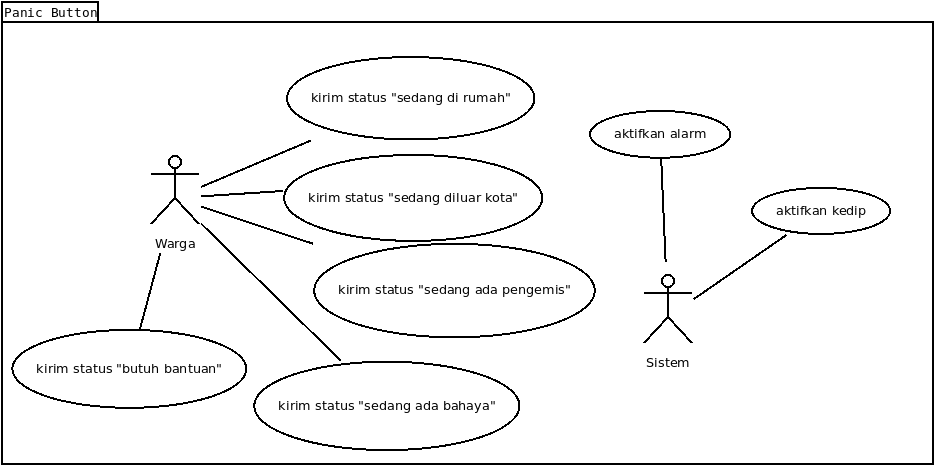 Panic Button
kirim status "sedang di rumah"
aktifkan alarm
kirim status "sedang diluar kota"
aktifkan kedip
Warga
kirim status "sedang ada pengemis"
Sistem
kirim status "butuh bantuan"
kirim status "sedang ada bahaya"